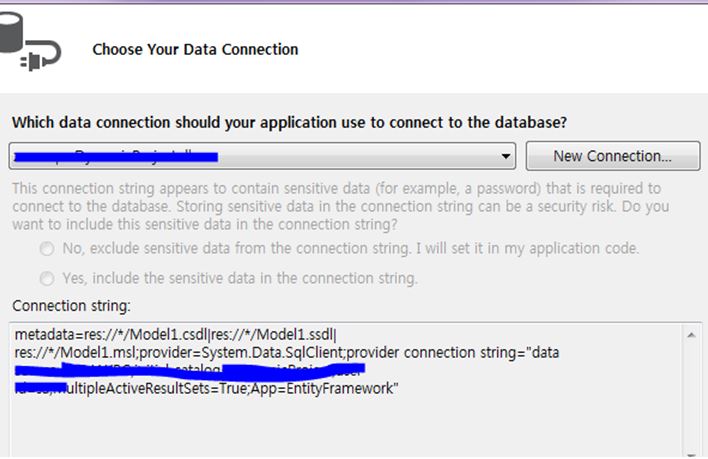 Choose Your Data Connection
Which data connection should your application use to connect to the database?
New Connection...
This connection string appears to contain sensitive data (for example, a password) that is required to
connect to the database. Storing sensitive data in the connection string can be a security risk. Do you
want to include this sensitive data in the connection string?
No, exclude sensitive data from the connection string. I will set it in my application code.
Yes, include the sensitive data in the connection string.
Connection string:
metadata=res://*/Model1.csdl|res://*/Model1.ssdl|
res://*/Model1.msl;provider=System.Data.SqlClient;provider connection string="data
catalog
MultipleActiveResultSets=True;App=EntityFramework"